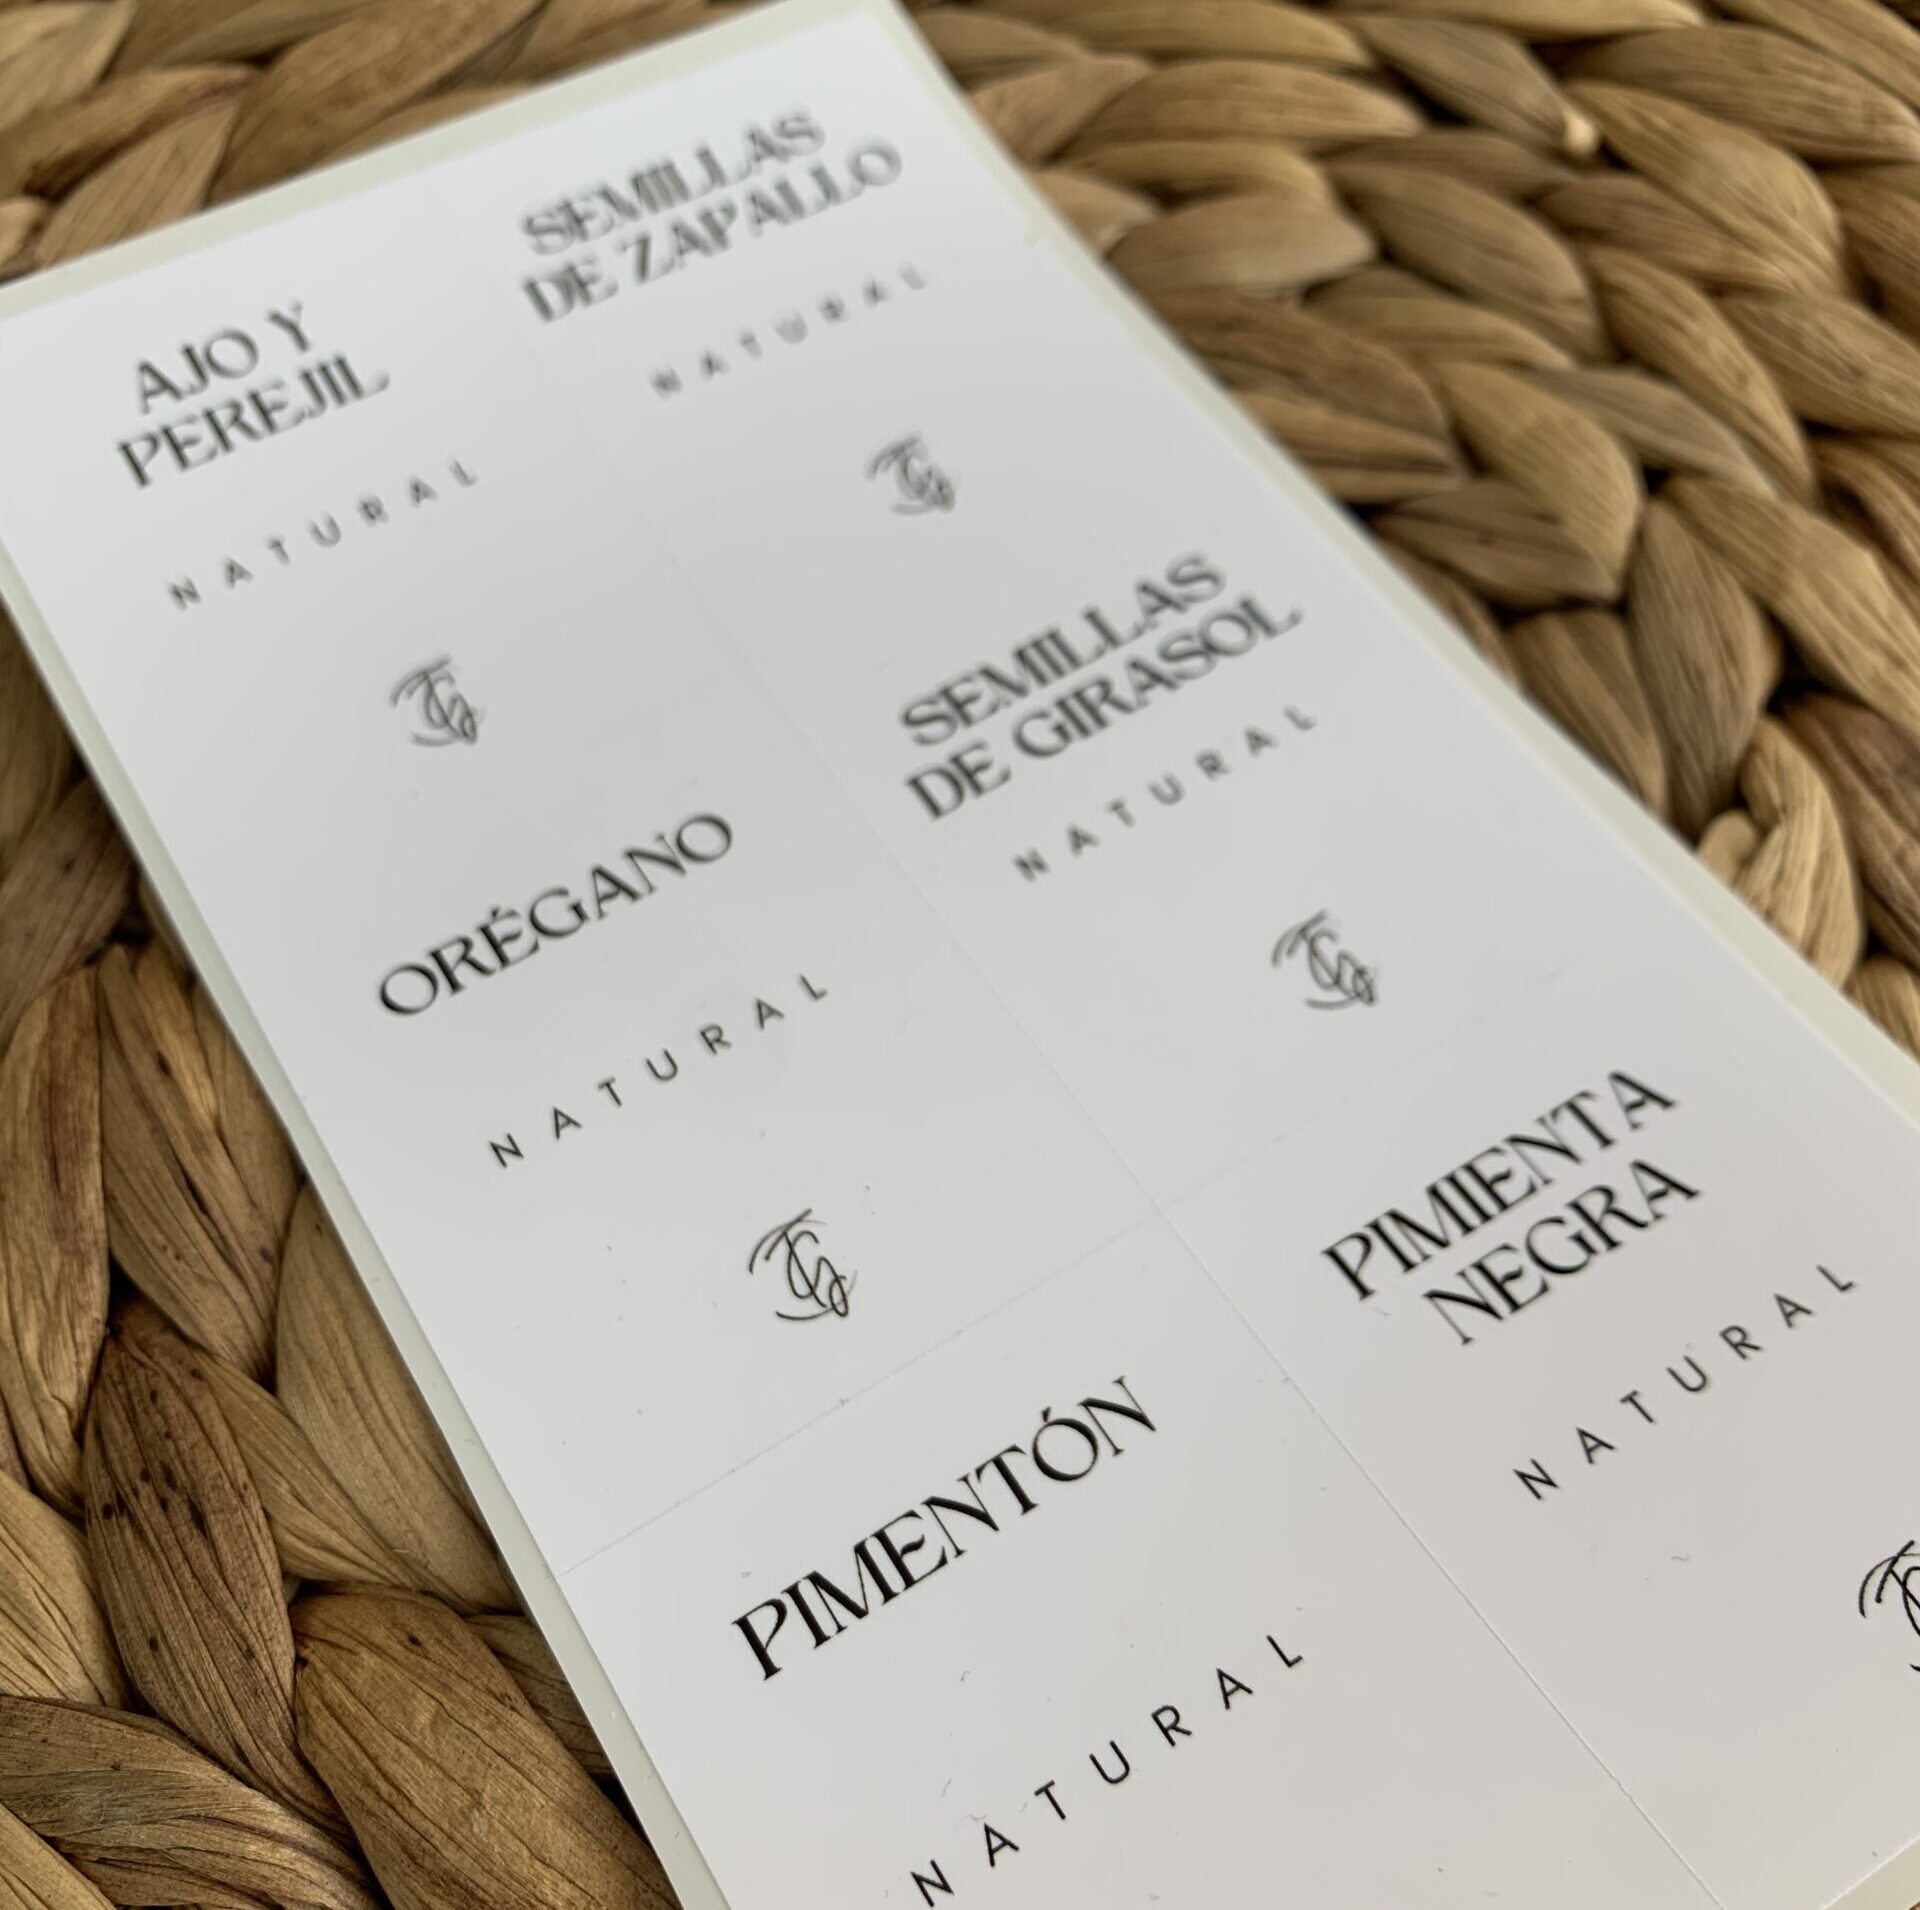 AJO Y
PEREJIL
NATURAL
SEMILLAS
DE ZAPALLO
NATURAL
ORÉGANO
NATURAL
SEMILLAS
DE GIRASOL
NATURAL
PIMENTÓN
NATURAL
PIMIENTA
NEGRA
NATURAL